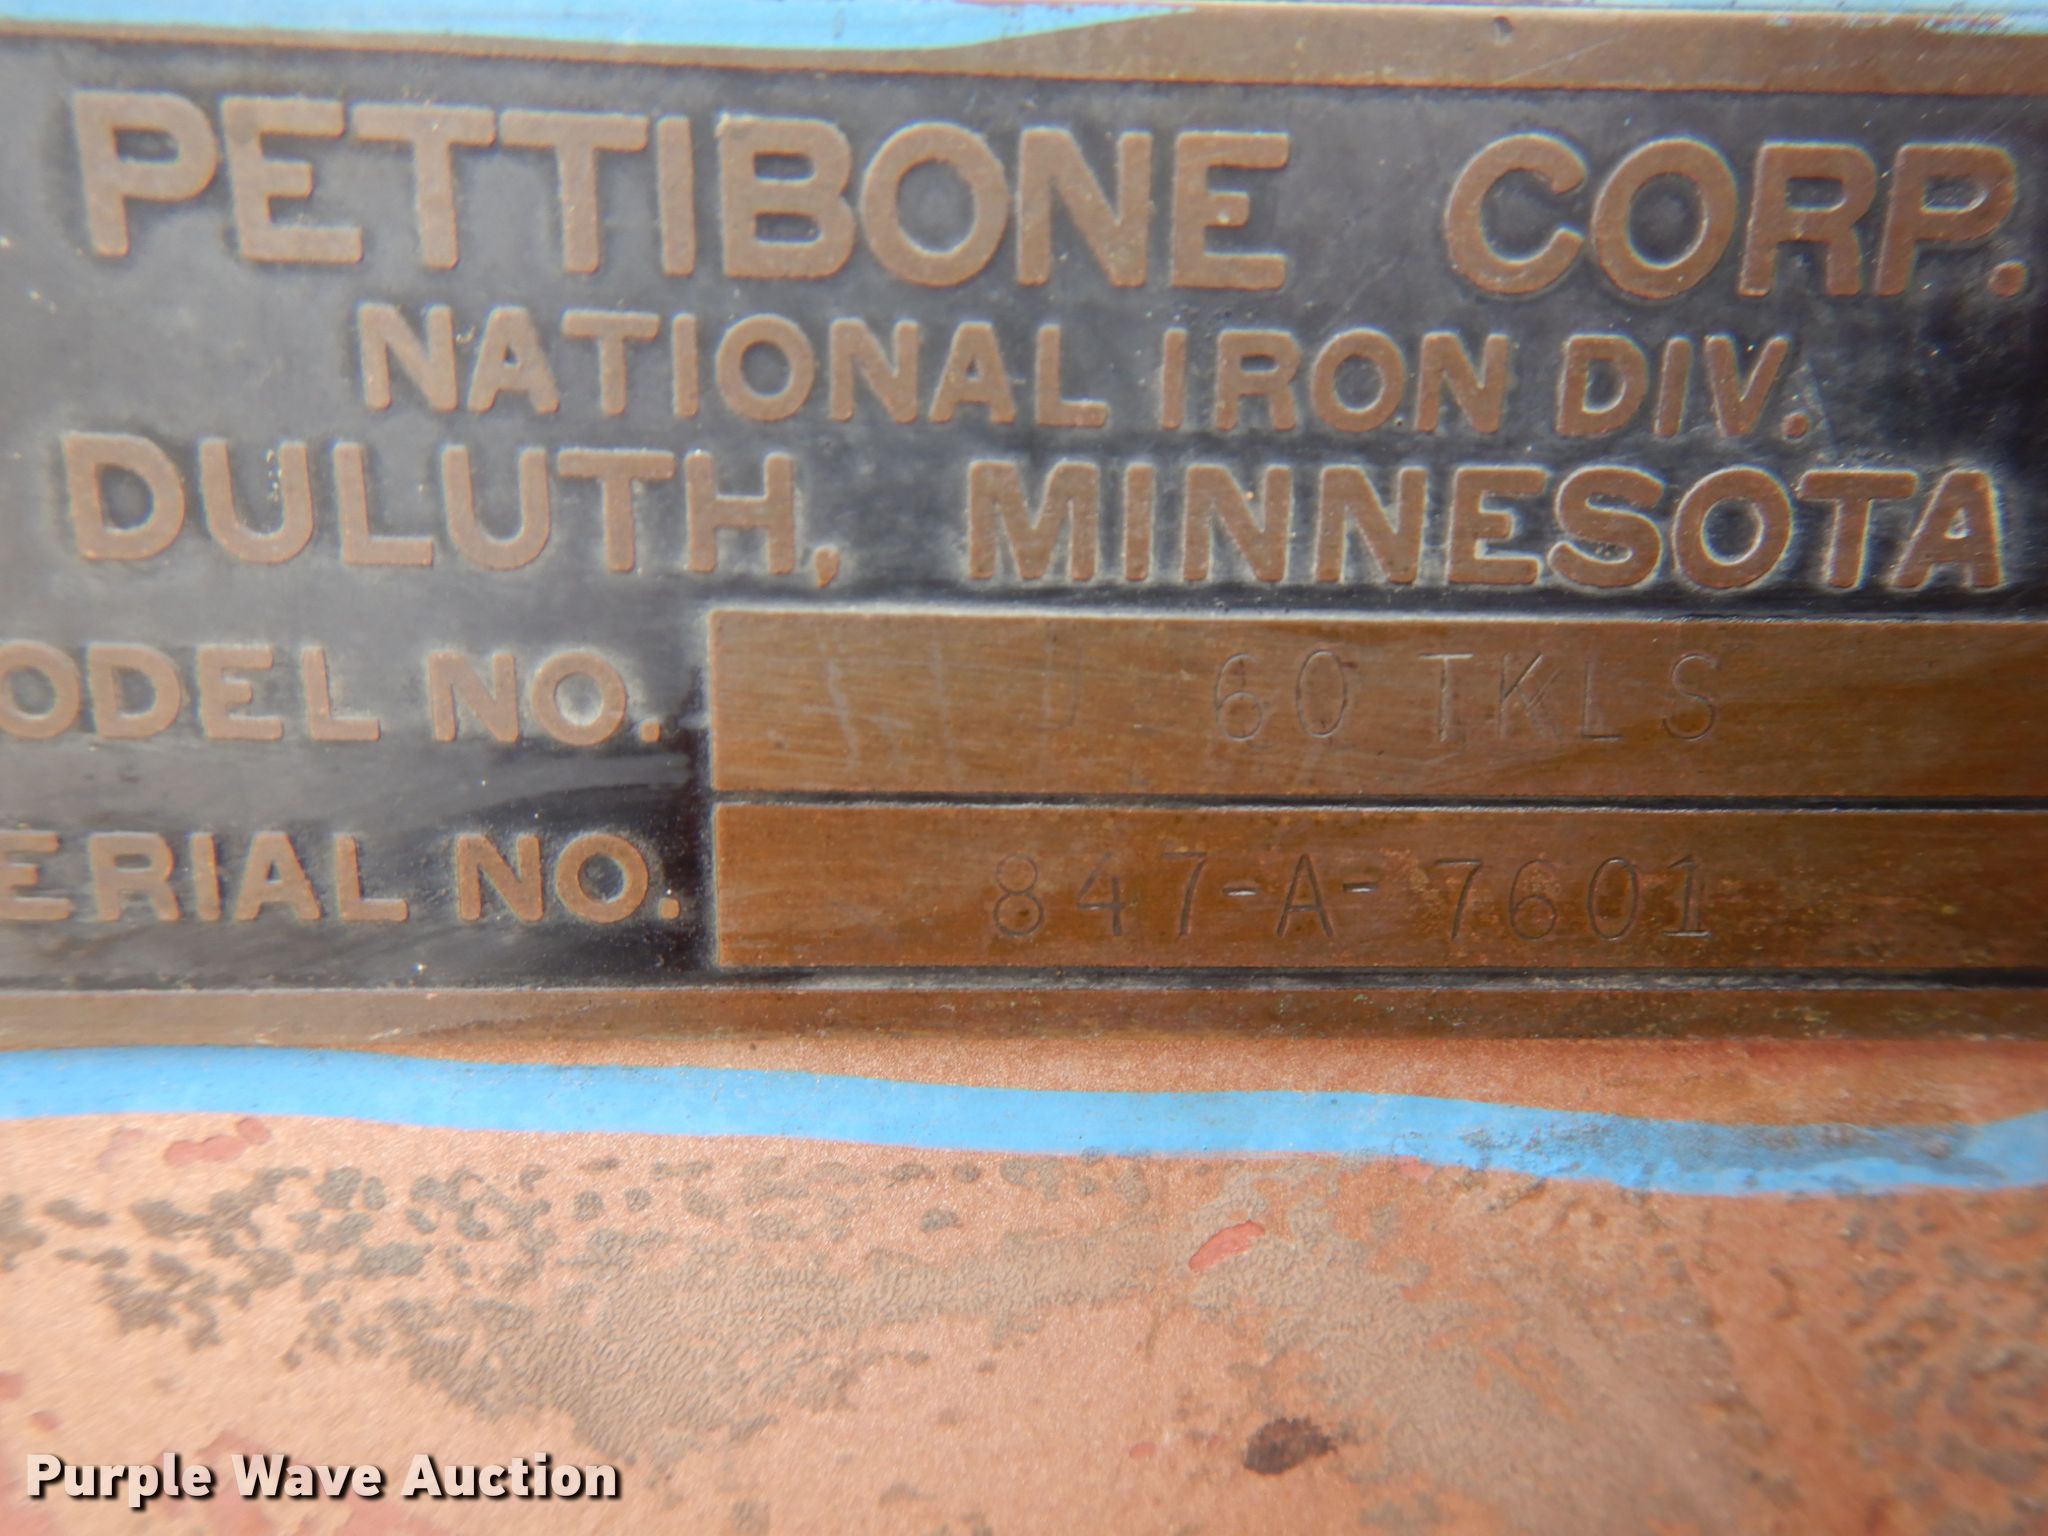 PETTIBONE CORP.
NATIONAL IRON DIV.
DULUTH, MINNESOTA
ODEL NO. 60 TKLS
ERIAL NO. 847-A-7601
Purple Wave Auction